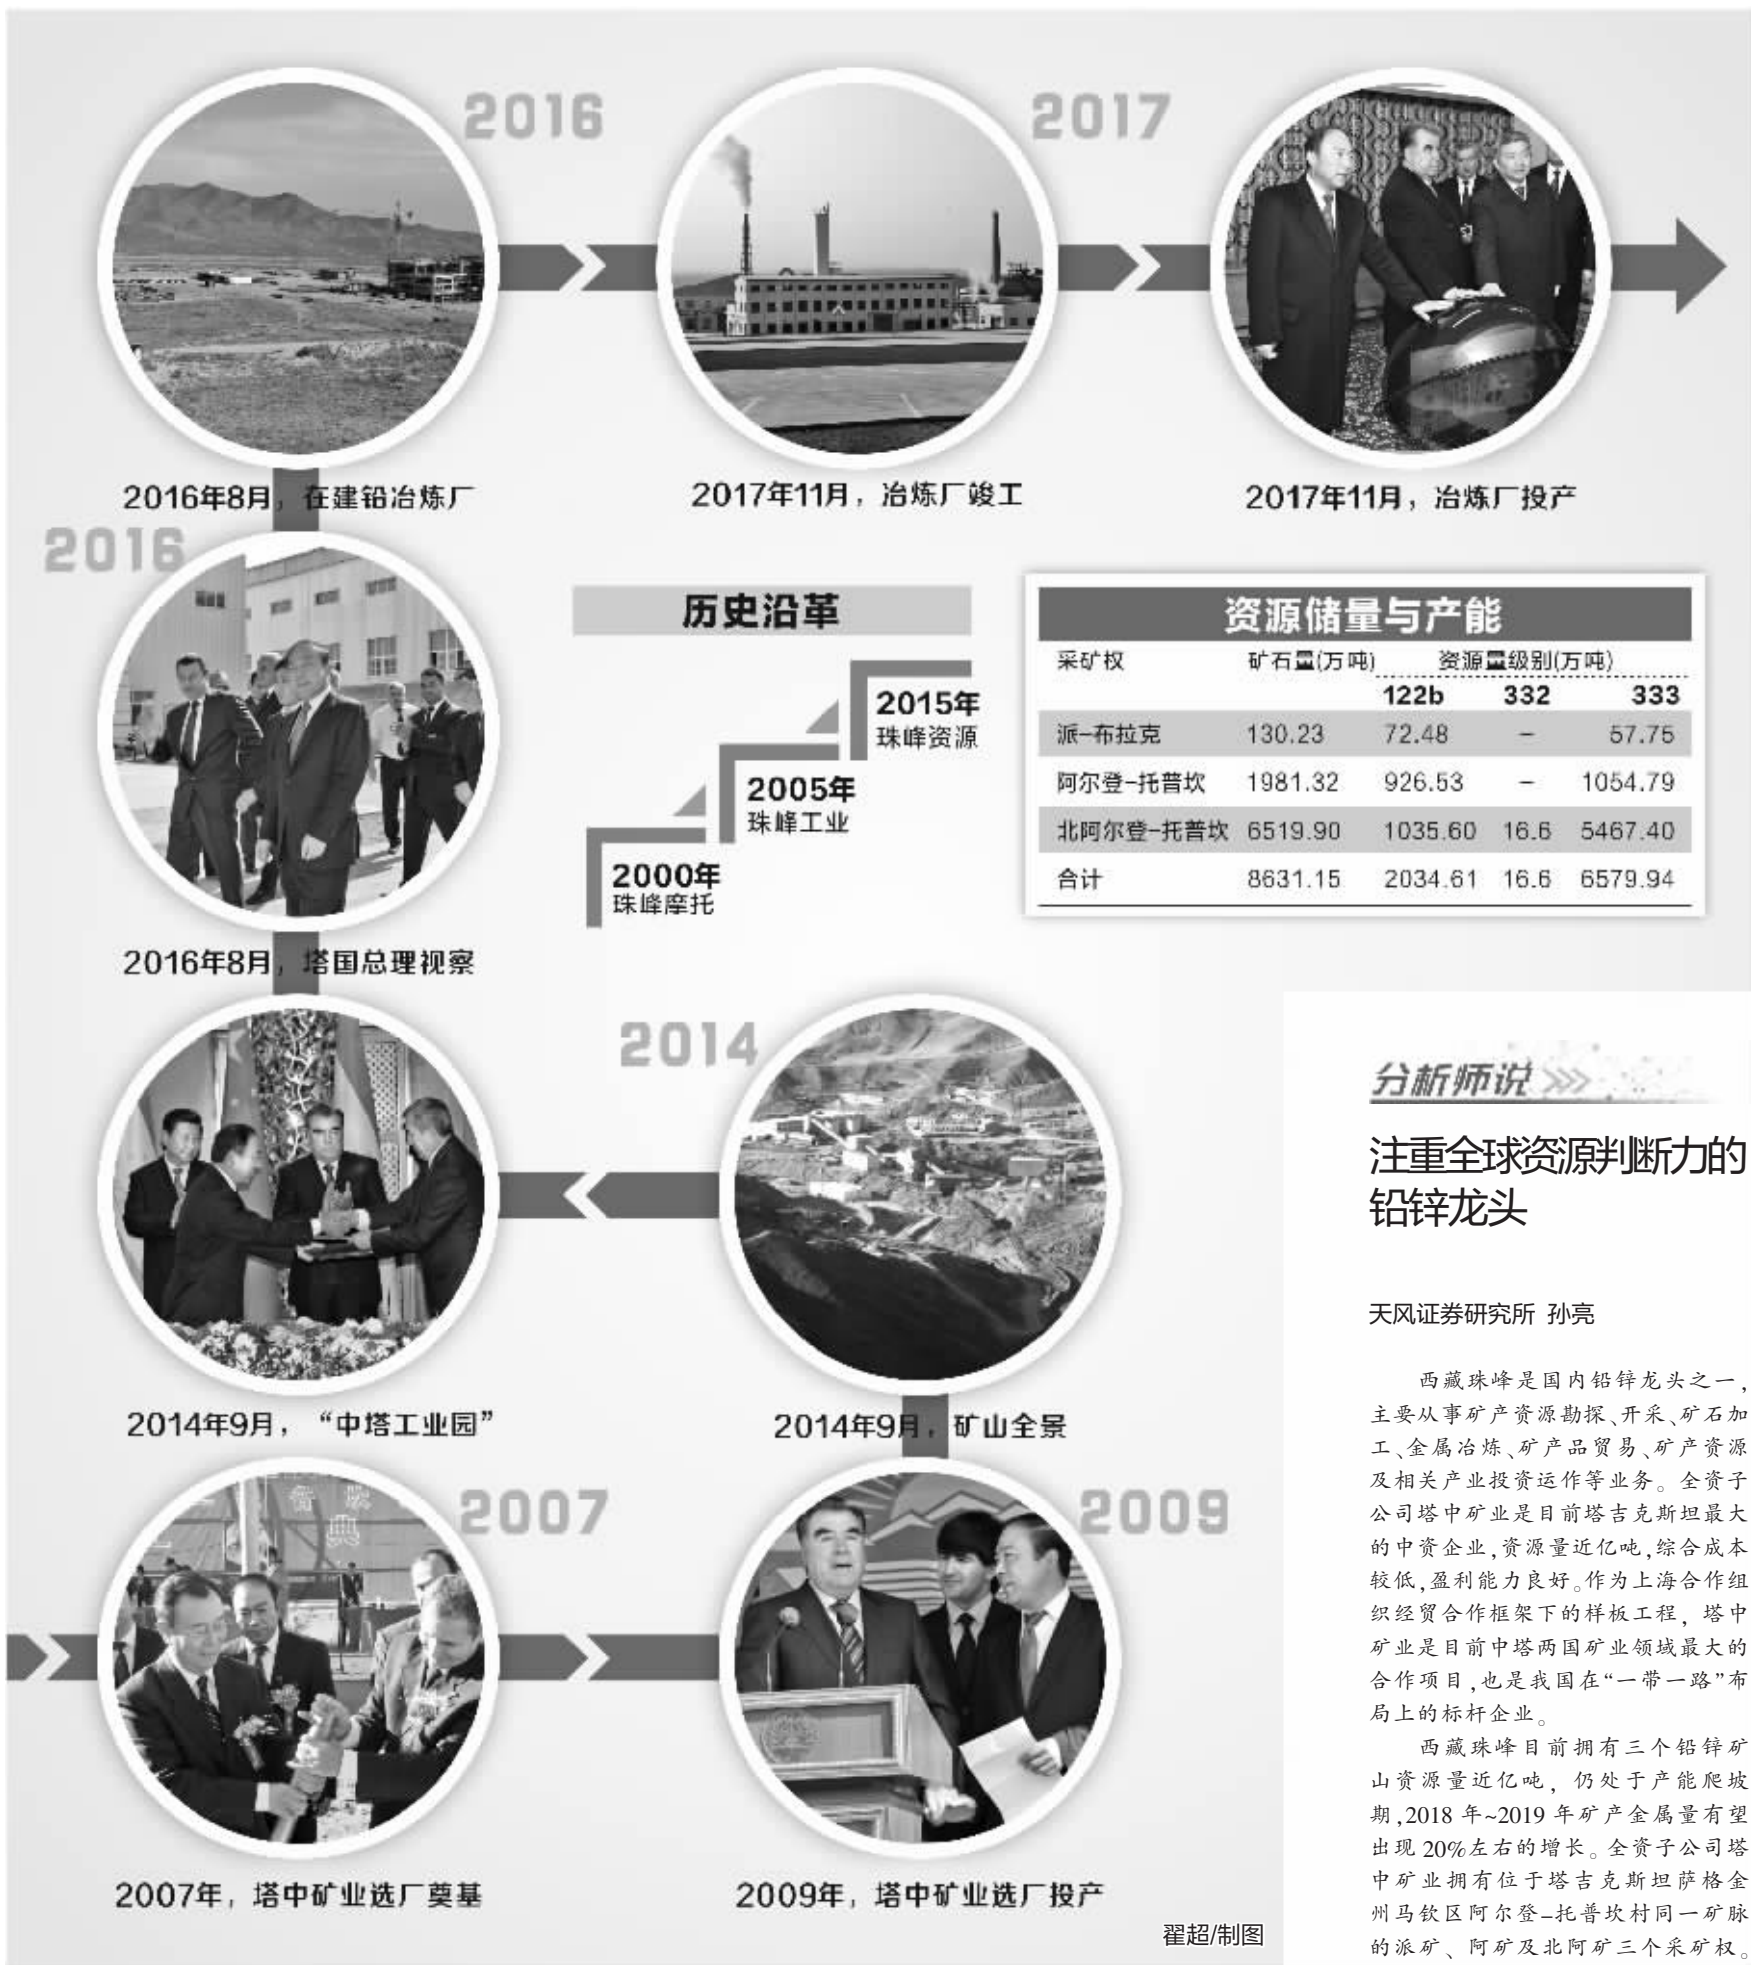 2016
2017
2016年8月，在建铅冶炼厂
2017年11月，冶炼厂竣工
2017年11月，冶炼厂投产
2016
2016年8月，塔国总理视察
历史沿革
2015年
珠峰资源
2005年
珠峰工业
2000年
珠峰摩托
资源储量与产能
采矿权 矿石量(万吨) 资源量级别(万吨)
122b 332 333
派-布拉克 130.23 72.48 - 57.75
阿尔登-托普坎 1981.32 926.53 - 1054.79
北阿尔登-托普坎 6519.90 1035.60 16.6 5467.40
合计 8631.15 2034.61 16.6 6579.94
2014
2014年9月，“中塔工业园”
2014年9月，矿山全景
2007
2009
典
2007年，塔中矿业选厂奠基
2009年，塔中矿业选厂投产
翟超/制图
分析师说
注重全球资源判断力的
铅锌龙头
天风证券研究所 孙亮
西藏珠峰是国内铅锌龙头之一，
主要从事矿产资源勘探、开采、矿石加
工、金属冶炼、矿产品贸易、矿产资源
及相关产业投资运作等业务。全资子
公司塔中矿业是目前塔吉克斯坦最大
的中资企业，资源量近亿吨，综合成本
较低，盈利能力良好。作为上海合作组
织经贸合作框架下的样板工程，塔中
矿业是目前中塔两国矿业领域最大的
合作项目，也是我国在“一带一路”布
局上的标杆企业。
西藏珠峰目前拥有三个铅锌矿
山资源量近亿吨，仍处于产能爬坡
期，2018 年~2019 年矿产金属量有望
出现 20%左右的增长。全资子公司塔
中矿业拥有位于塔吉克斯坦萨格金
州马钦区阿尔登-托普坎村同一矿脉
的派矿、阿矿及北阿矿三个采矿权。